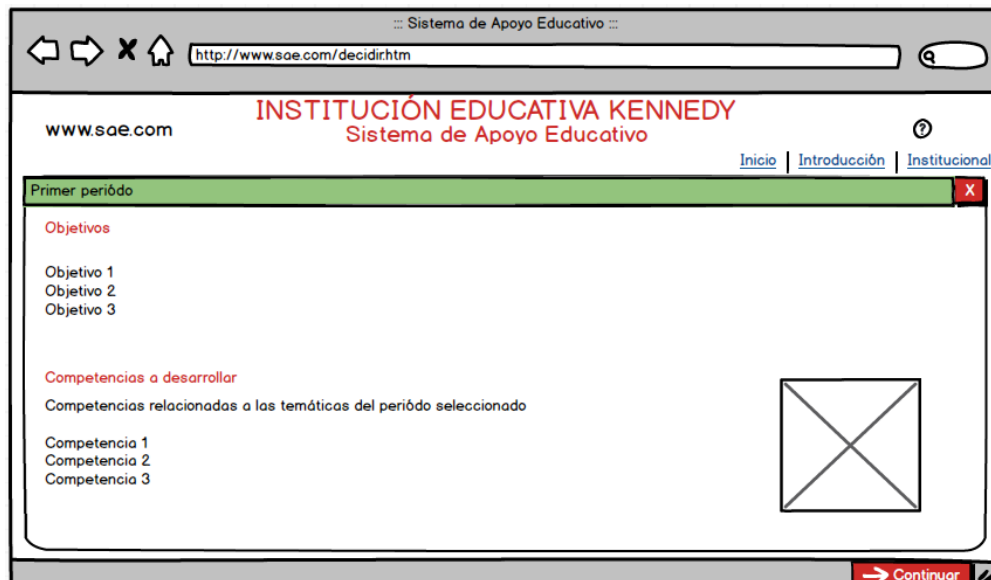 ::: Sistema de Apoyo Educativo :::
http://www.sae.com/decidir.htm
INSTITUCIÓN EDUCATIVA KENNEDY
www.sae.com
Sistema de Apoyo Educativo
?
Inicio | Introducción | Institucional
Primer periódo
X
Objetivos
Objetivo 1
Objetivo 2
Objetivo 3
Competencias a desarrollar
Competencias relacionadas a las temáticas del periódo seleccionado
Competencia 1
Competencia 2
Competencia 3
Continuar